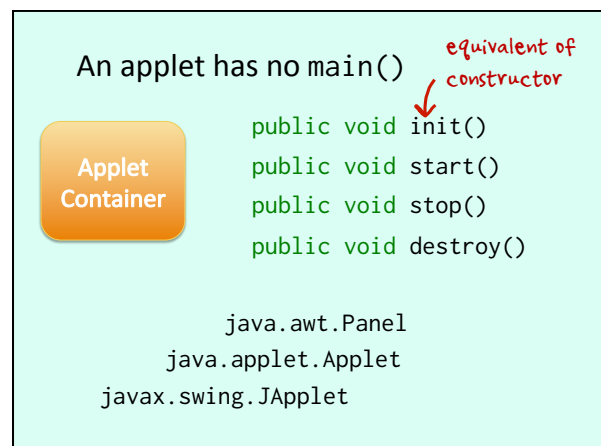 An applet has no main()
equivalent of
constructor
Applet
Container
public void init()
public void start()
public void stop()
public void destroy()
java.awt.Panel
java.applet.Applet
javax.swing.JApplet